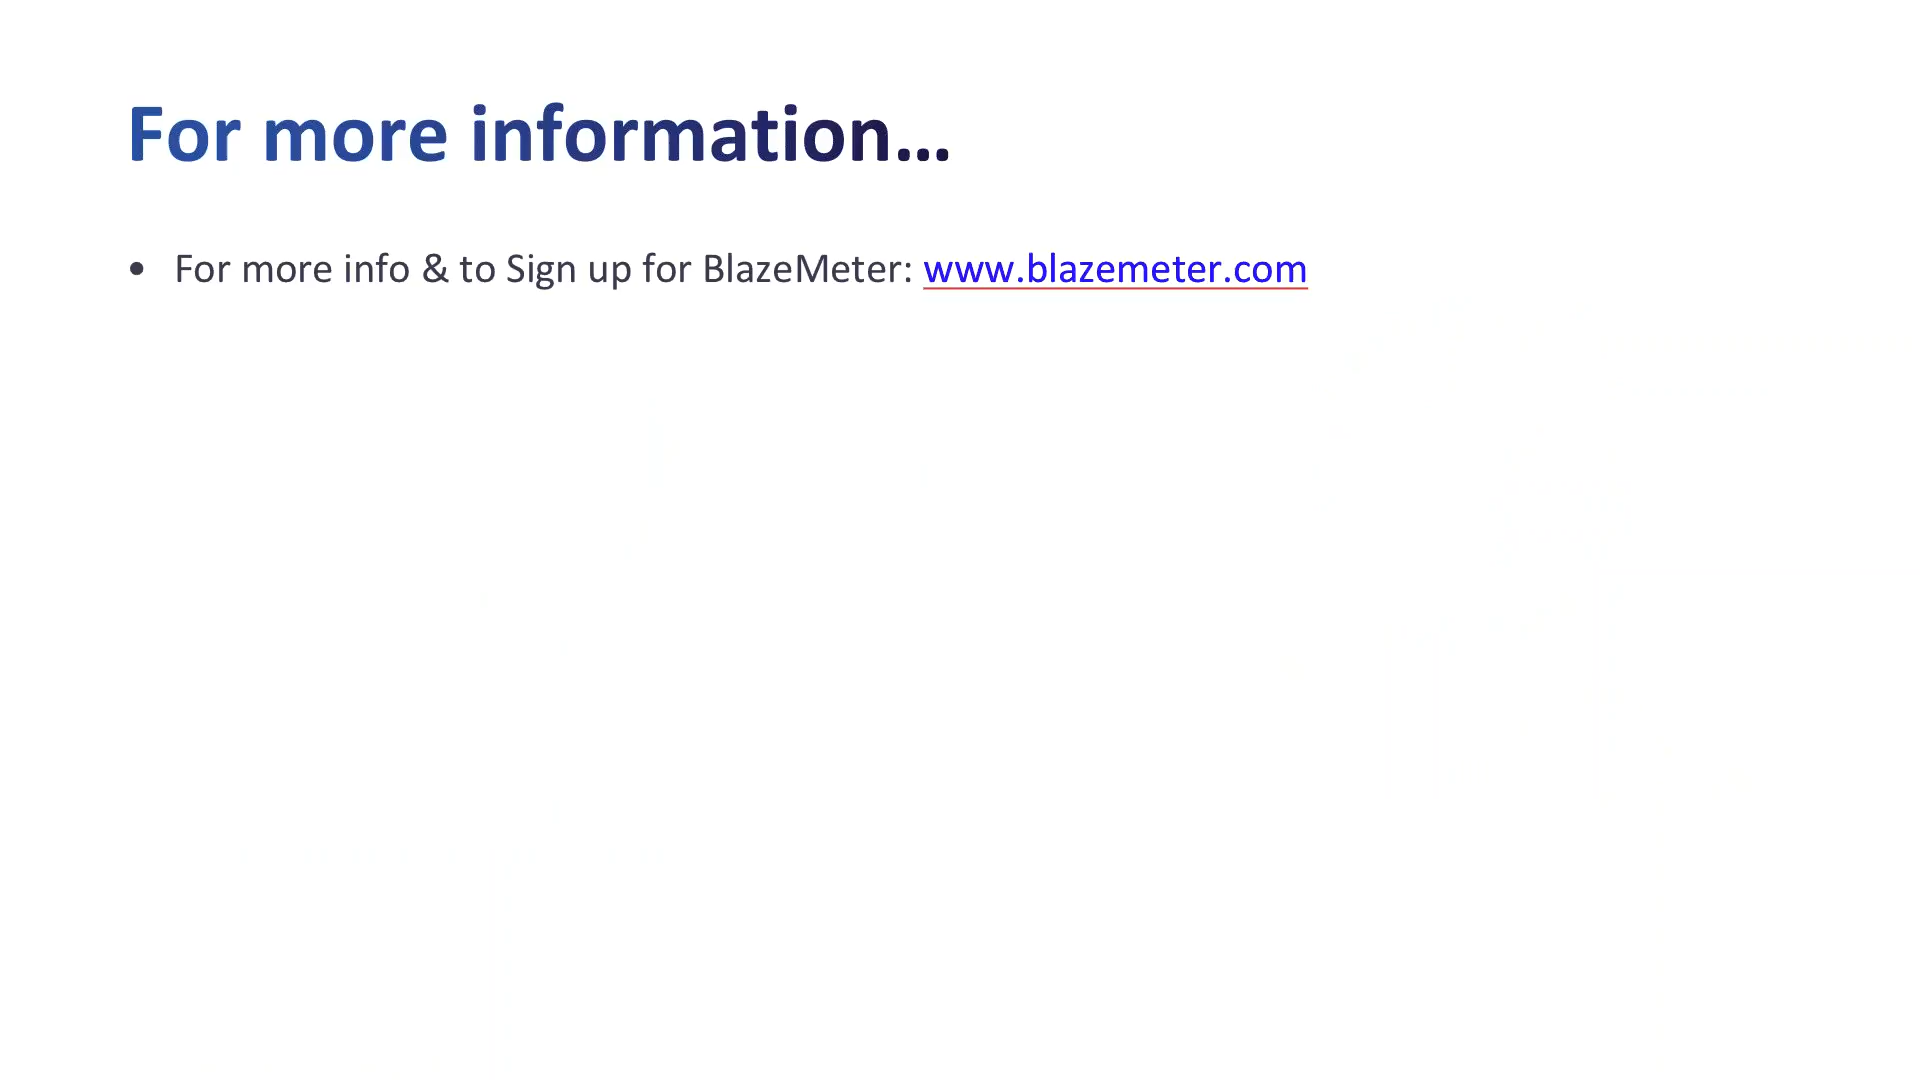 For more information...
• For more info & to Sign up for BlazeMeter: www.blazemeter.com